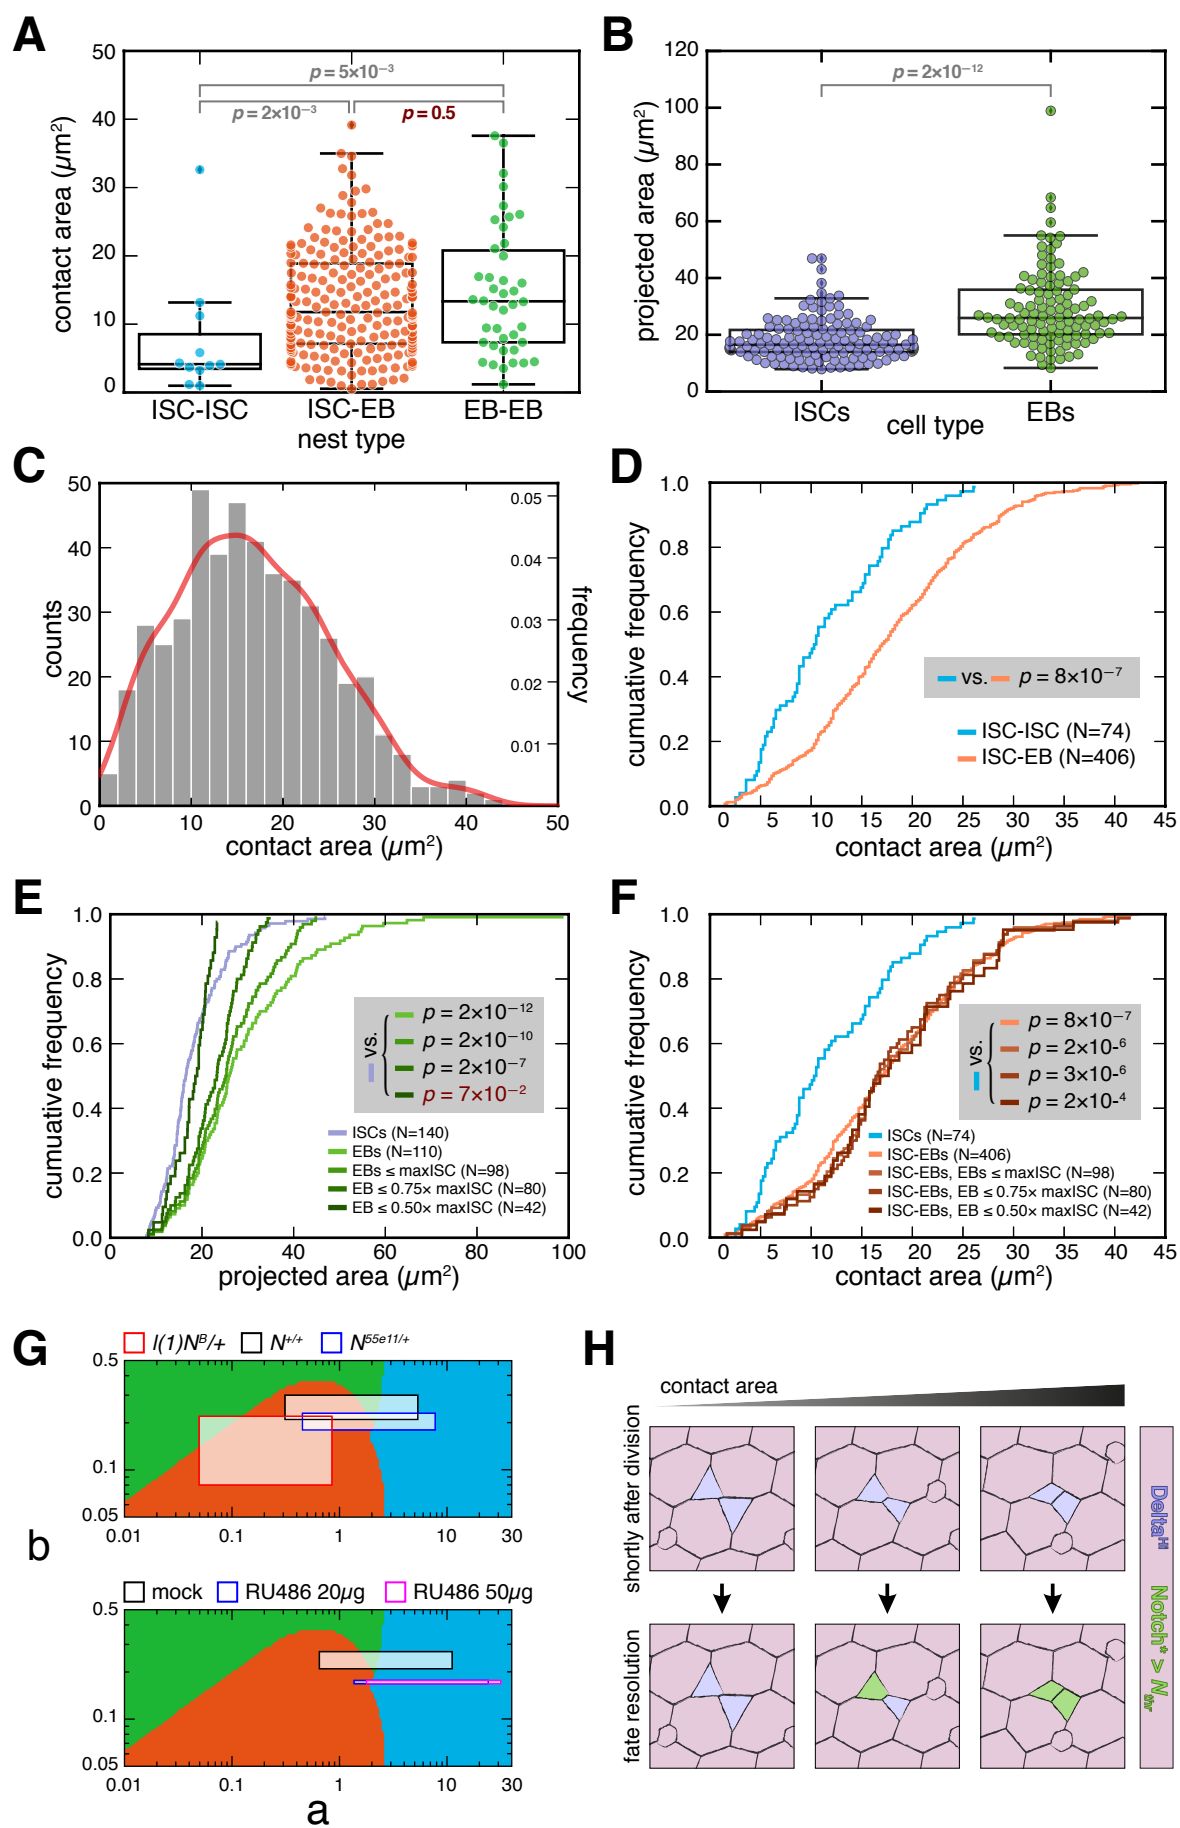 A
50
40
30
20
10
0
contact area (µm²)
p = 5×10⁻³
p = 2×10⁻³
p = 0.5
ISC-ISC
ISC-EB
EB-EB
nest type
B
120
100
80
60
40
20
0
projected area (µm²)
p = 2×10⁻¹²
ISCs
EBs
cell type
C
50
40
30
20
10
0
counts
0.05
0.04
0.03
0.02
0.01
frequency
0
10
20
30
40
50
contact area (µm²)
D
1.0
0.8
0.6
0.4
0.2
0.0
cumuative frequency
vs. p = 8×10⁻⁷
ISC-ISC (N=74)
ISC-EB (N=406)
0
5
10
15
20
25
30
35
40
45
contact area (µm²)
E
1.0
0.8
0.6
0.4
0.2
0.0
cumuative frequency
vs.
p = 2×10⁻¹²
p = 2×10⁻¹⁰
p = 2×10⁻⁷
p = 7×10⁻²
ISCs (N=140)
EBs (N=110)
EBs ≤ maxISC (N=98)
EB ≤ 0.75× maxISC (N=80)
EB ≤ 0.50× maxISC (N=42)
0
20
40
60
80
100
projected area (µm²)
F
1.0
0.8
0.6
0.4
0.2
0.0
cumuative frequency
vs.
p = 8×10⁻⁷
p = 2×10-⁶
p = 3×10-⁶
p = 2×10-⁴
ISCs (N=74)
ISC-EBs (N=406)
ISC-EBs, EBs ≤ maxISC (N=98)
ISC-EBs, EB ≤ 0.75× maxISC (N=80)
ISC-EBs, EB ≤ 0.50× maxISC (N=42)
0
5
10
15
20
25
30
35
40
45
contact area (µm²)
G
l(1)Nᴮ/+
N⁺/⁺
N⁵⁵ᵉ¹¹/⁺
0.5
0.1
0.05
0.01
0.1
1
10
30
b
mock
RU486 20µg
RU486 50µg
0.5
0.1
0.05
0.01
0.1
1
10
30
a
H
contact area
shortly after division
fate resolution
Deltaᴴᴵ
Notch* > Nthr